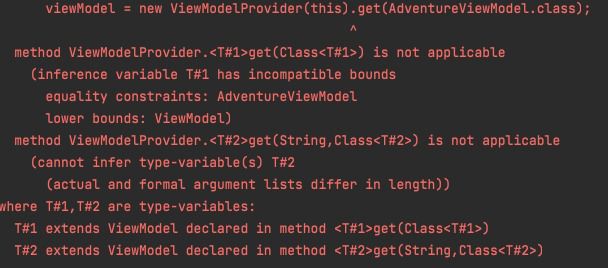 viewModel = new ViewModelProvider(this).get(AdventureViewModel.class);
^
method ViewModelProvider.<T#1>get(Class<T#1>) is not applicable
(inference variable T#1 has incompatible bounds
equality constraints: AdventureViewModel
lower bounds: ViewModel)
method ViewModelProvider.<T#2>get(String,Class<T#2>) is not applicable
(cannot infer type-variable(s) T#2
(actual and formal argument lists differ in length))
where T#1,T#2 are type-variables:
T#1 extends ViewModel declared in method <T#1>get(Class<T#1>)
T#2 extends ViewModel declared in method <T#2>get(String,Class<T#2>)